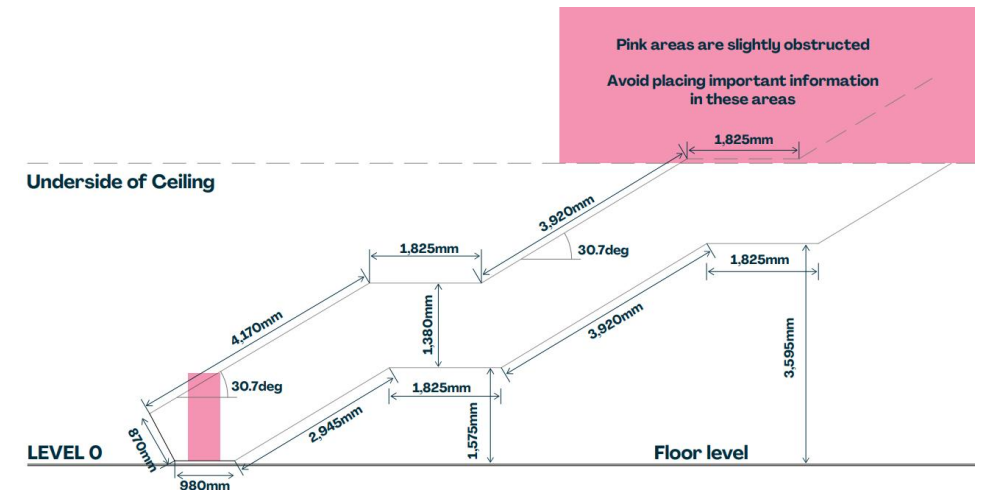 Pink areas are slightly obstructed
Avoid placing important information
in these areas
1,825mm
Underside of Ceiling
3,920mm
1,825mm
30.7deg
1,825mm
4,170mm
1,380mm
3,920mm
3,595mm
30.7deg
1,825mm
2,945mm
1,575mm
870mm
LEVEL 0
Floor level
980mm